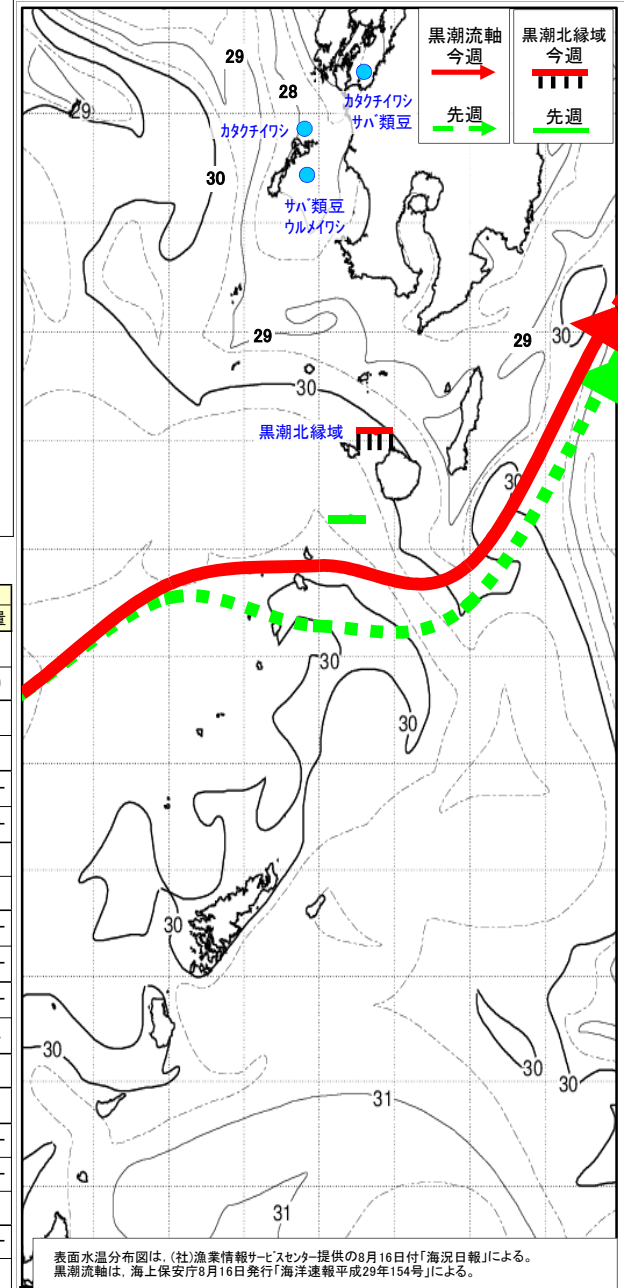 黒潮流軸
今週
先週
黒潮北縁域
今週
先週
29
29
28
30
カタクチイワシ
サバ類豆
カタクチイワシ
サバ類豆
ウルメイワシ
29
29
30
30
黒潮北縁域
30
30
30
量
30
30
30
30
31
31
表面水温分布図は，(社)漁業情報サービスセンター提供の8月16日付「海況日報」による。
黒潮流軸は，海上保安庁8月16日発行「海洋速報平成29年154号」による。